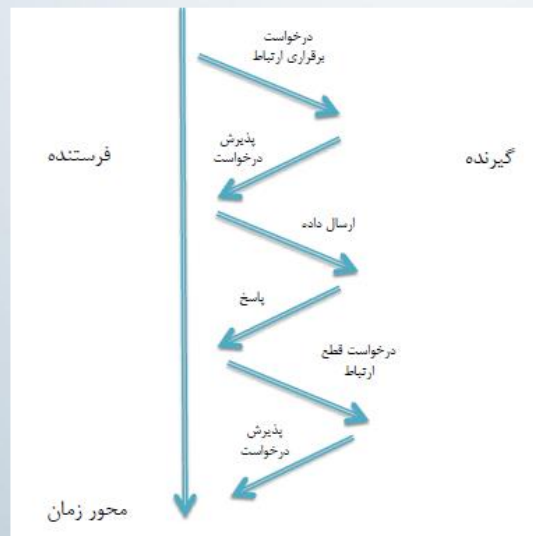 درخواست
برقراری ارتباط
پذیرش
درخواست
فرستنده
گیرنده
ارسال داده
پاسخ
درخواست قطع
ارتباط
پذیرش
درخواست
محور زمان